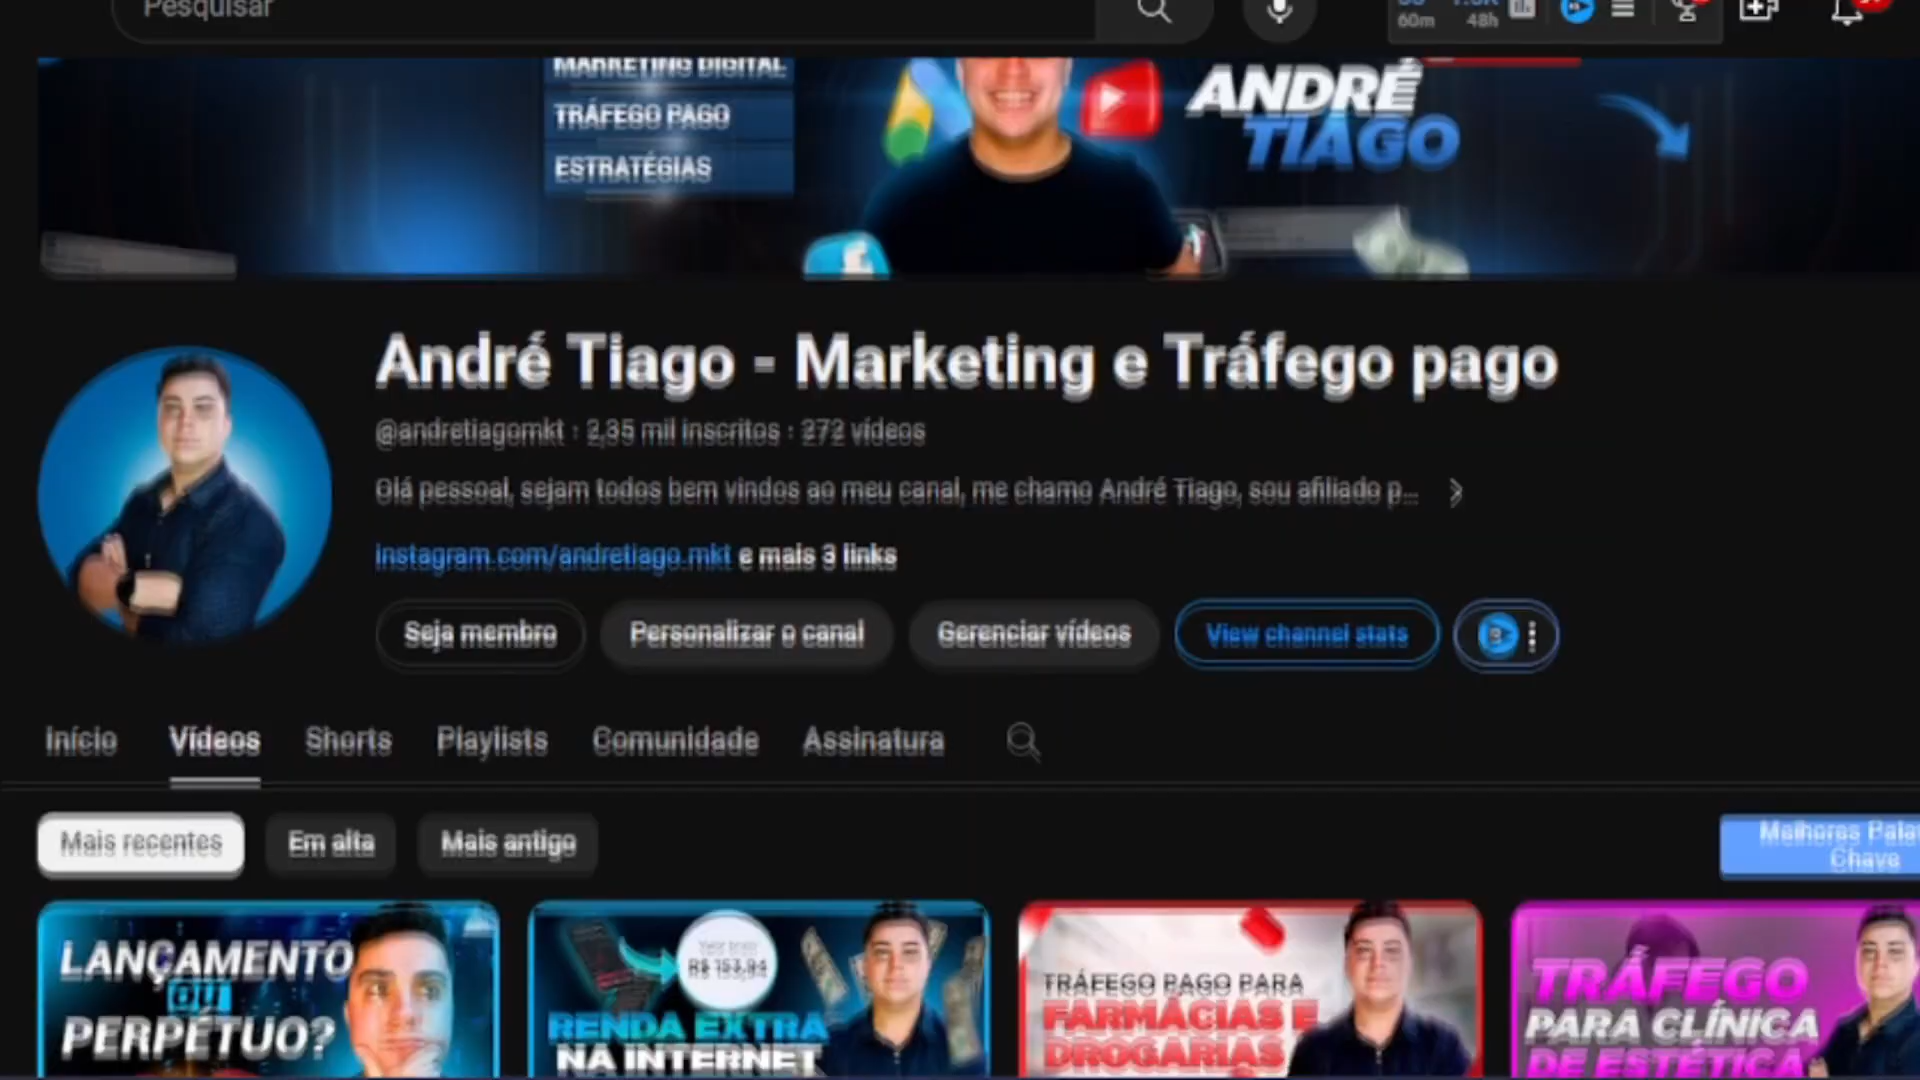 Pesquisar
60m
48h
MARKETING DIGITAL
TRÁFEGO PAGO
ESTRATÉGIAS
ANDRÉ
TIAGO
André Tiago - Marketing e Tráfego pago
@andretiagomkt · 2,35 mil inscritos · 272 vídeos
Olá pessoal, sejam todos bem vindos ao meu canal, me chamo André Tiago, sou afiliado p...
instagram.com/andretiago.mkt e mais 3 links
Seja membro
Personalizar o canal
Gerenciar vídeos
View channel stats
Início
Vídeos
Shorts
Playlists
Comunidade
Assinatura
Mais recentes
Em alta
Mais antigo
Melhores Pala
Chave
LANÇAMENTO
OU
PERPÉTUO?
R$ 153,94
RENDA EXTRA
NA INTERNET
TRÁFEGO PAGO PARA
FARMÁCIAS E
DROGARIAS
TRÁFEGO
PARA CLÍNICA
DE ESTÉTICA